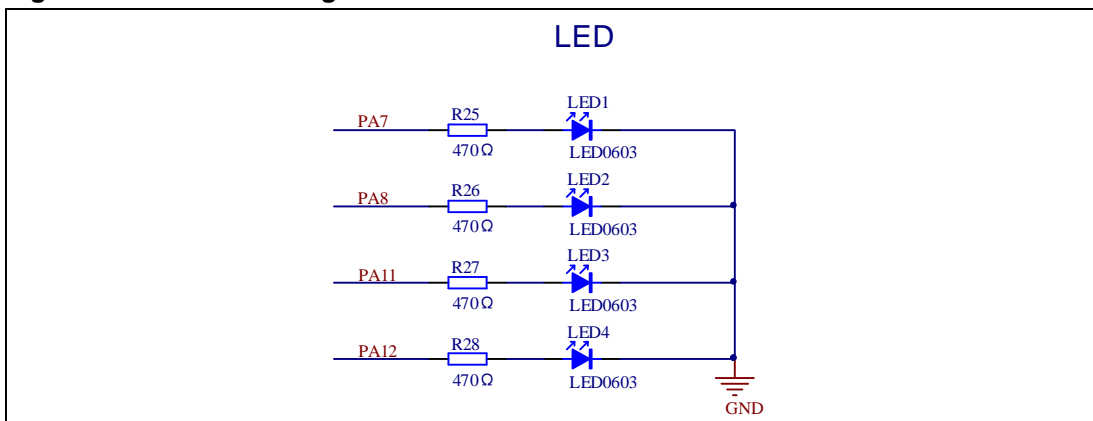 LED
LED1
PA7 R25
470Ω LED0603
LED2
PA8 R26
470Ω LED0603
LED3
PA11 R27
470Ω LED0603
LED4
PA12 R28
470Ω LED0603
GND